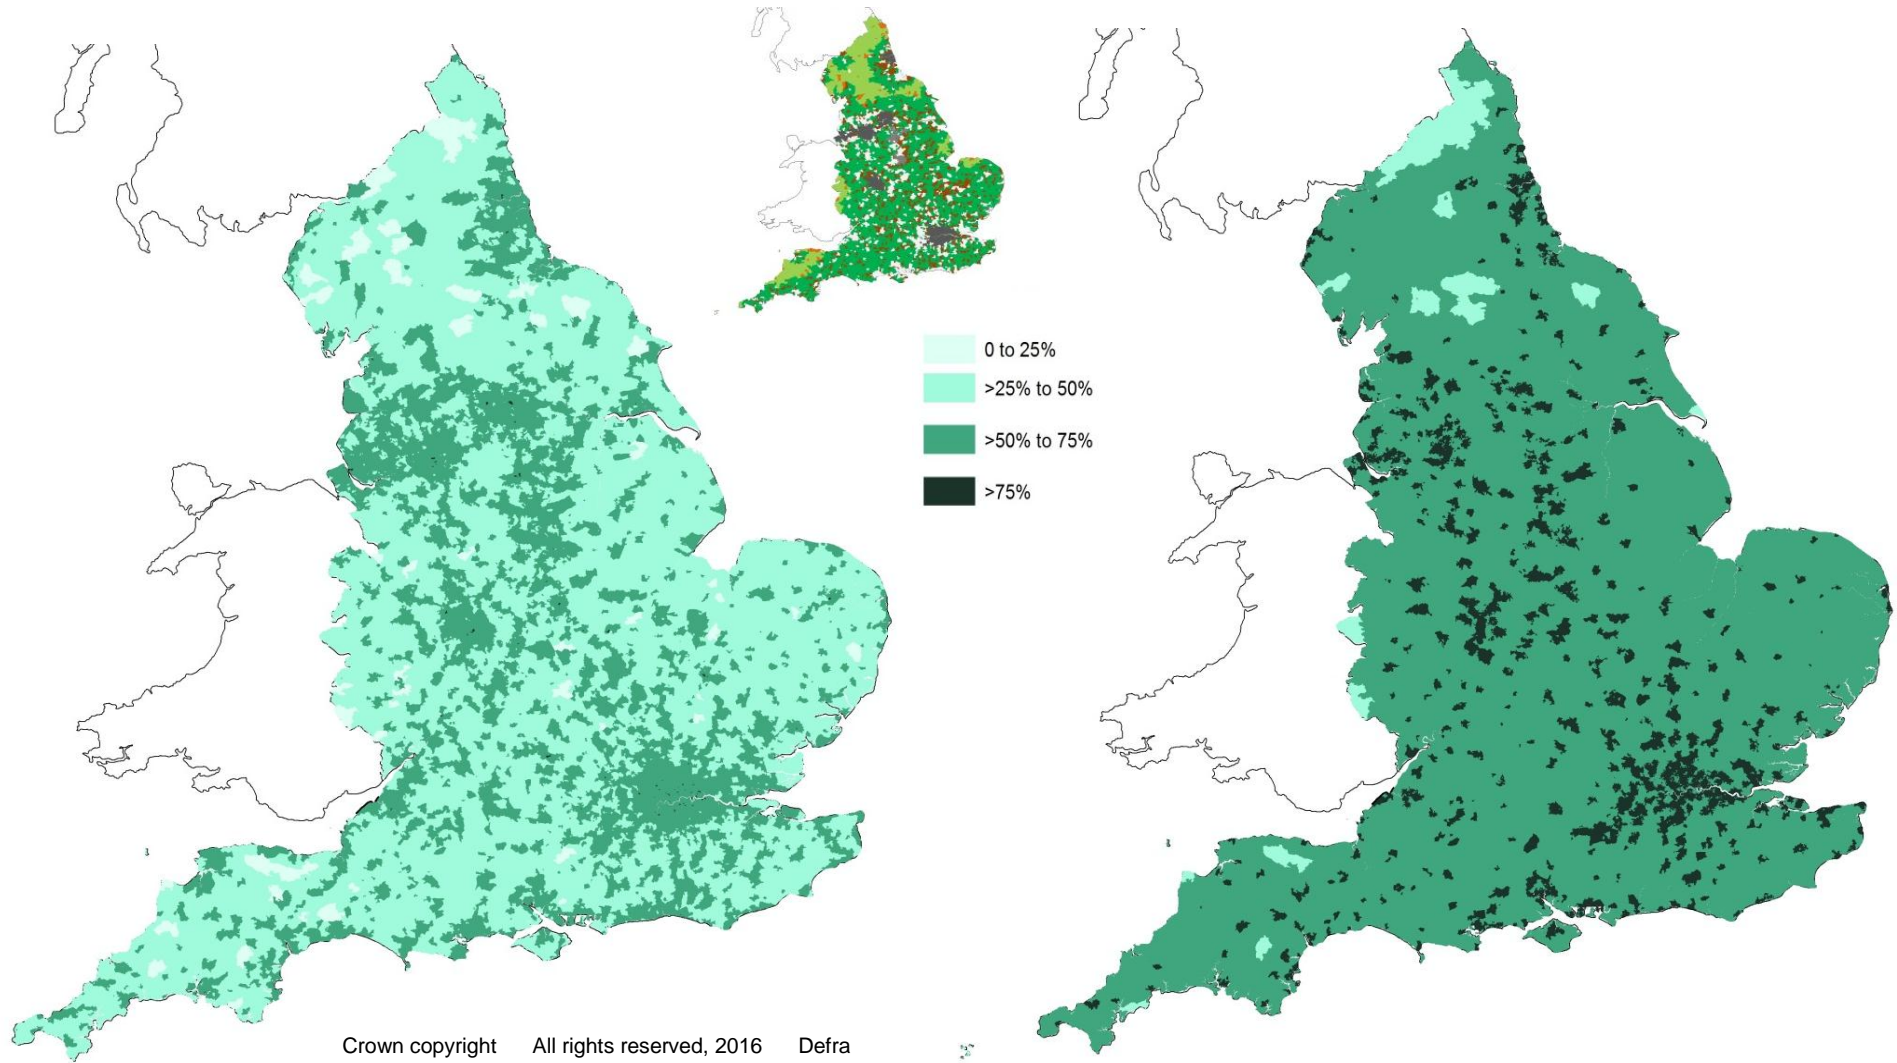 0 to 25%
>25% to 50%
>50% to 75%
>75%
Crown copyright All rights reserved, 2016 Defra